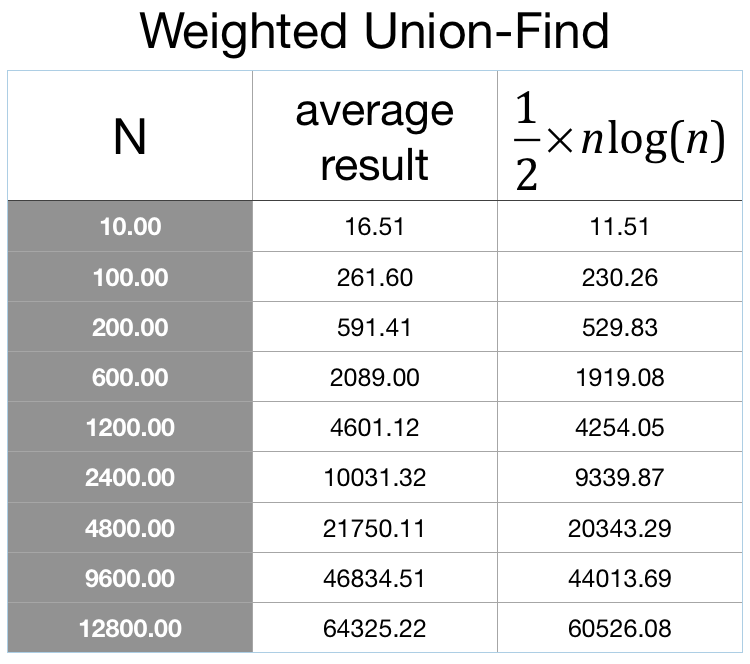 Weighted Union-Find
N average result 1/2 × nlog(n)
10.00 16.51 11.51
100.00 261.60 230.26
200.00 591.41 529.83
600.00 2089.00 1919.08
1200.00 4601.12 4254.05
2400.00 10031.32 9339.87
4800.00 21750.11 20343.29
9600.00 46834.51 44013.69
12800.00 64325.22 60526.08